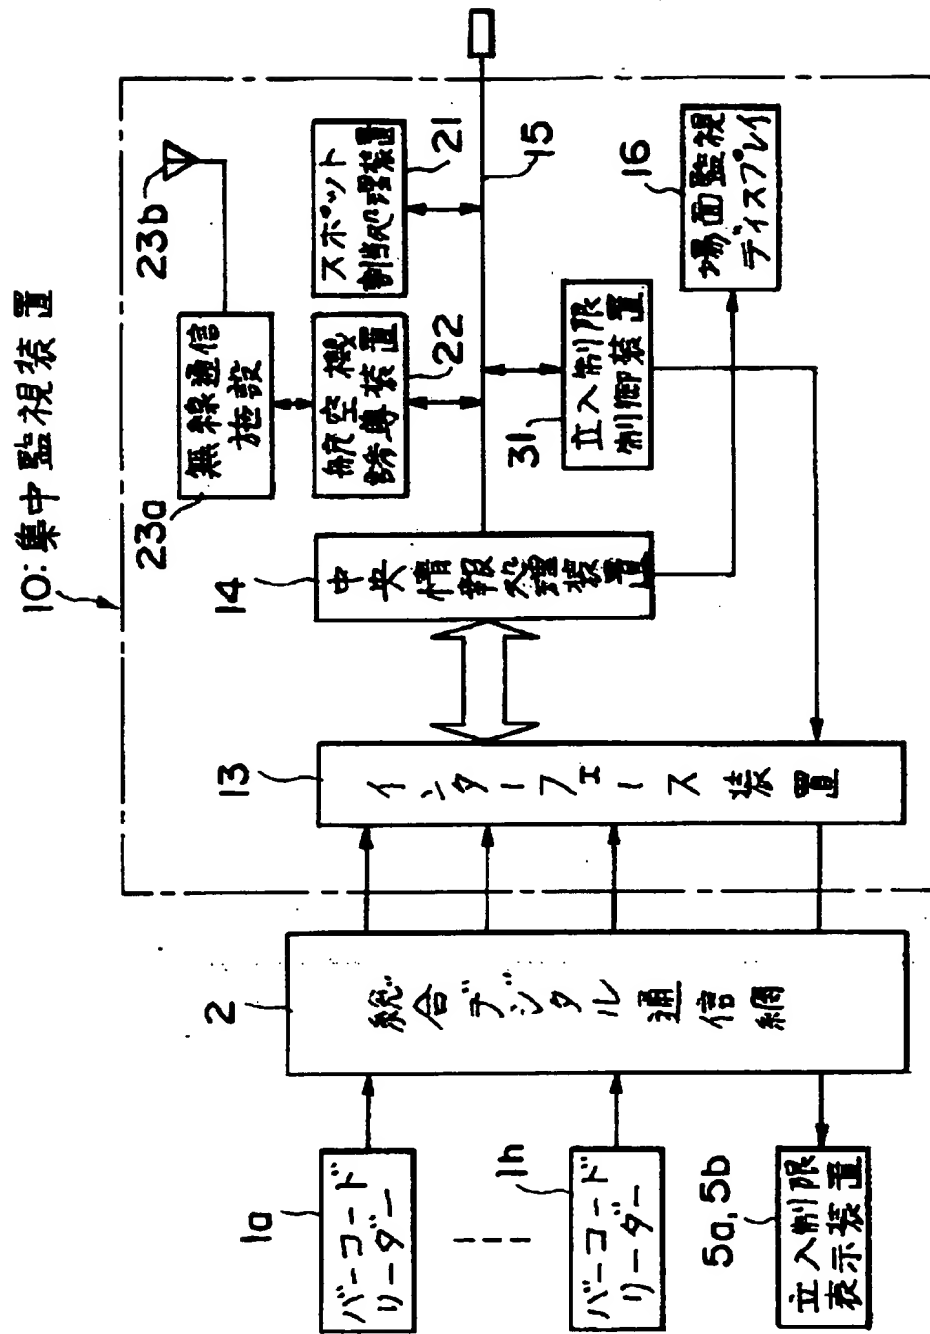 10:集中監視装置
23b
無線通信
施設
23a
スポット
割当処理装置
21
航空機
誘導装置
22
15
場面監視
ディスプレイ
16
立入制限
制御装置
31
中央情報処理装置
14
インターフェース装置
13
総合デジタル通信網
2
バーコード
リーダー
1a
バーコード
リーダー
1h
立入制限
表示装置
5a,5b